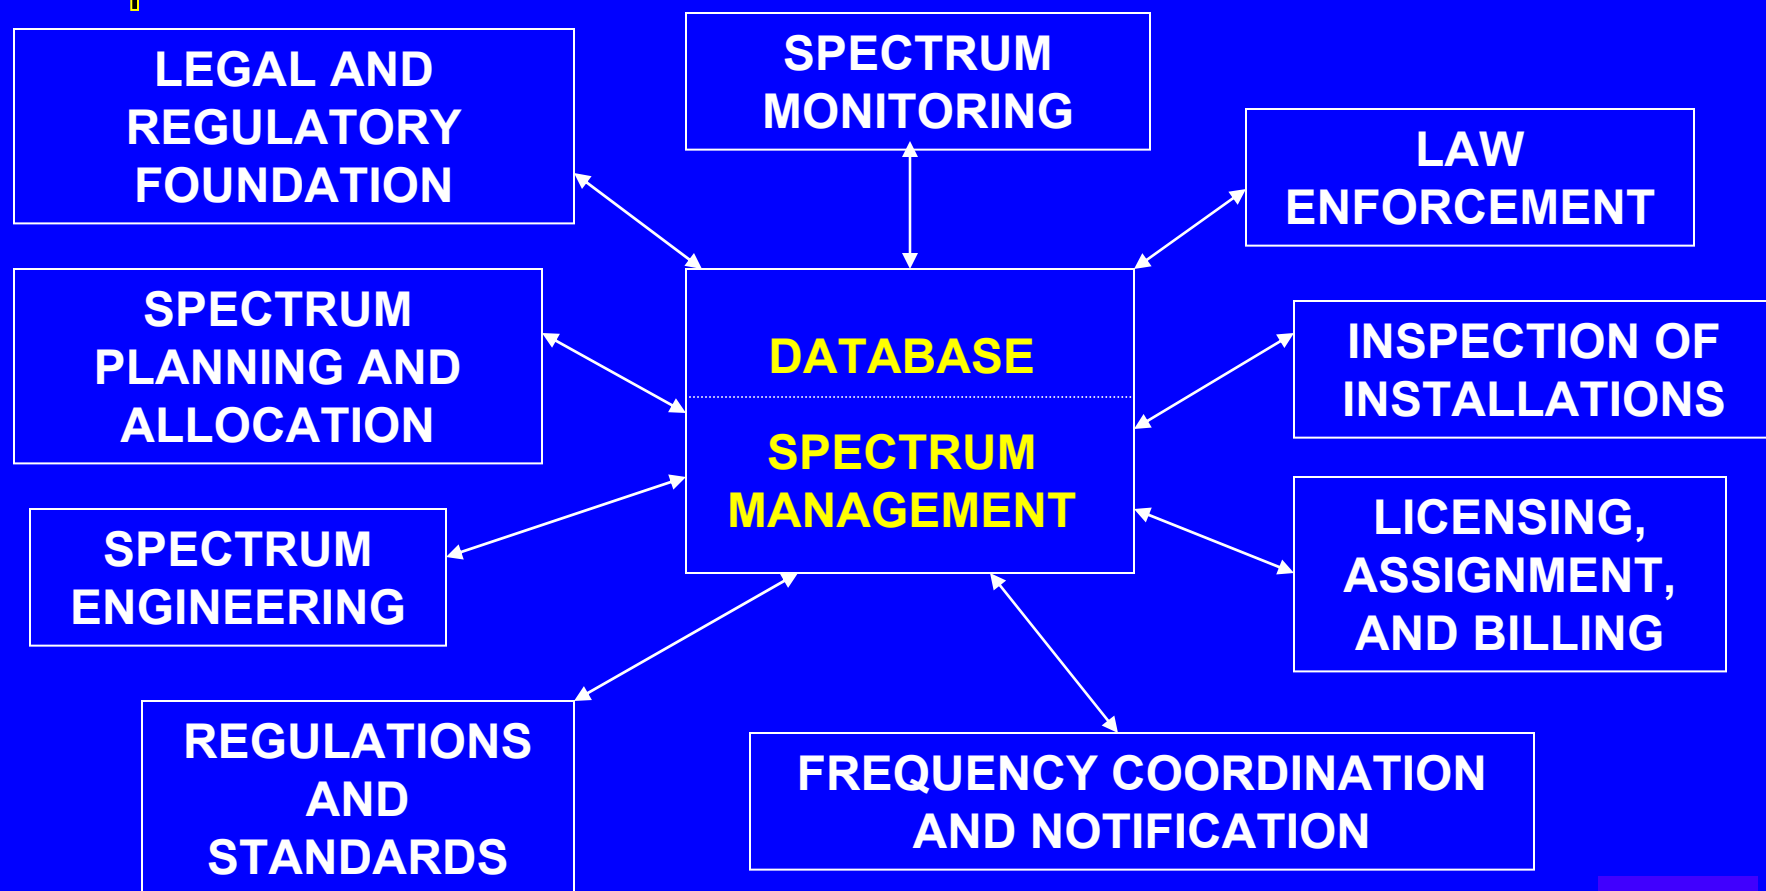 LEGAL AND
REGULATORY
FOUNDATION
SPECTRUM
MONITORING
LAW
ENFORCEMENT
SPECTRUM
PLANNING AND
ALLOCATION
DATABASE
SPECTRUM
MANAGEMENT
INSPECTION OF
INSTALLATIONS
SPECTRUM
ENGINEERING
LICENSING,
ASSIGNMENT,
AND BILLING
REGULATIONS
AND
STANDARDS
FREQUENCY COORDINATION
AND NOTIFICATION